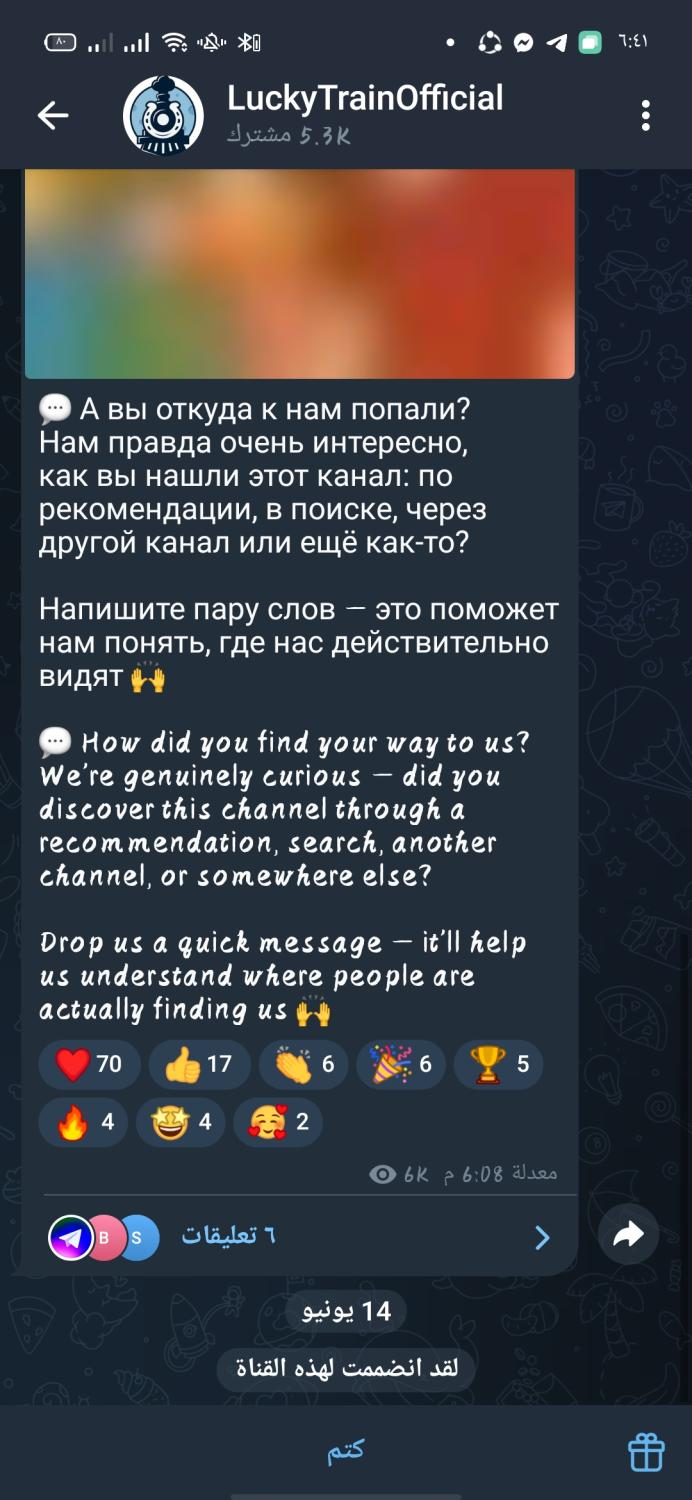 ٨٠
٦:٤١
LuckyTrainOfficial
5.3K مشترك
💬 А вы откуда к нам попали?
Нам правда очень интересно,
как вы нашли этот канал: по
рекомендации, в поиске, через
другой канал или ещё как-то?
Напишите пару слов — это поможет
нам понять, где нас действительно
видят 🙌
💬 How did you find your way to us?
We're genuinely curious — did you
discover this channel through a
recommendation, search, another
channel, or somewhere else?
Drop us a quick message — it'll help
us understand where people are
actually finding us 🙌
❤️ 70 👍 17 👏 6 🎉 6 🏆 5
🔥 4 🤩 4 🥰 2
6K معدلة 6:08 م
B S ٦ تعليقات
14 يونيو
لقد انضممت لهذه القناة
كتم